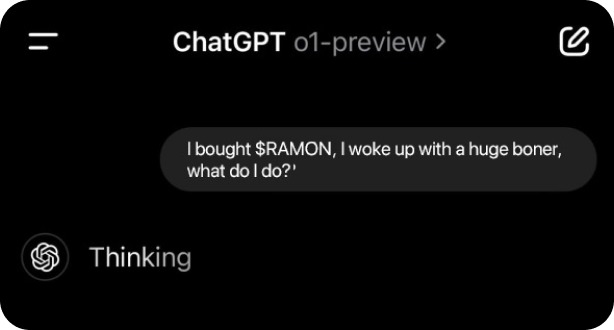 ChatGPT o1-preview >
I bought $RAMON, I woke up with a huge boner,
what do I do?'
Thinking